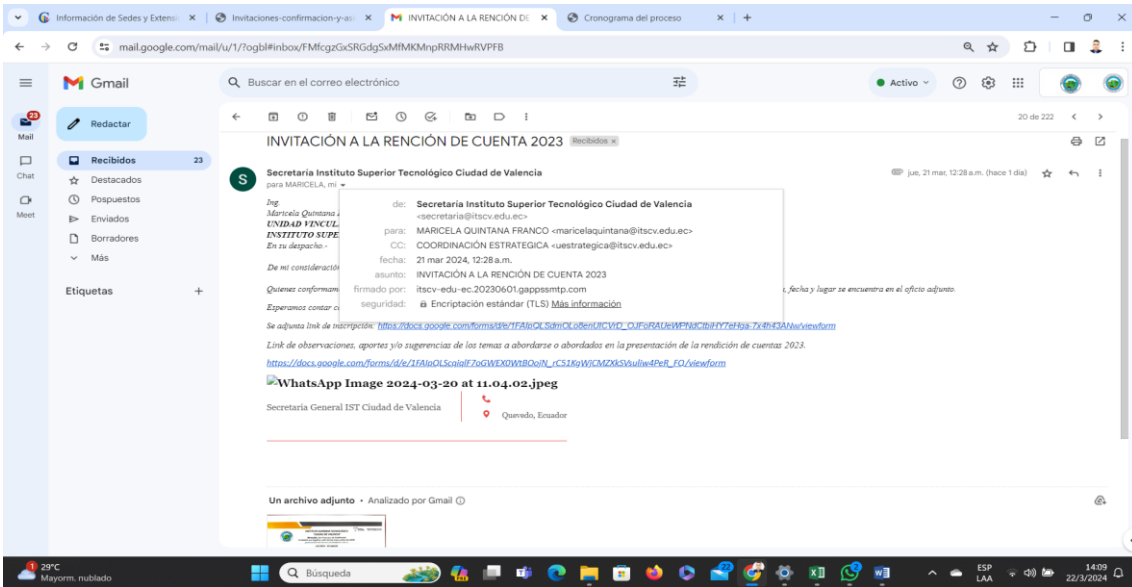 Información de Sedes y Extensi
Invitaciones-confirmacion-y-asi
INVITACIÓN A LA RENCIÓN DE
Cronograma del proceso
mail.google.com/mail/u/1/?ogbl#inbox/FMfcgzGxSRGdgSxMfMKMnpRRMHwRVPFB
Gmail
Buscar en el correo electrónico
Activo
23
Mail
Chat
Meet
Redactar
Recibidos 23
Destacados
Pospuestos
Enviados
Borradores
Más
Etiquetas
20 de 222
INVITACIÓN A LA RENCIÓN DE CUENTA 2023 Recibidos x
S
Secretaría Instituto Superior Tecnológico Ciudad de Valencia
jue, 21 mar, 12:28 a.m. (hace 1 día)
para MARICELA, mi
Ing.
Maricela Quintana
UNIDAD VINCUL
INSTITUTO SUPE
En su despacho.-
De mi consideración
Quienes conforman
Esperamos contar
de: Secretaría Instituto Superior Tecnológico Ciudad de Valencia
<secretaria@itscv.edu.ec>
para: MARICELA QUINTANA FRANCO <maricelaquintana@itscv.edu.ec>
CC: COORDINACIÓN ESTRATEGICA <uestrategica@itscv.edu.ec>
fecha: 21 mar 2024, 12:28 a.m.
asunto: INVITACIÓN A LA RENCIÓN DE CUENTA 2023
firmado por: itscv-edu-ec.20230601.gappssmtp.com
seguridad: Encriptación estándar (TLS) Más información
, fecha y lugar se encuentra en el oficio adjunto.
Se adjunta link de inscripción:
Link de observaciones, aportes y/o sugerencias de los temas a abordarse o abordados en la presentación de la rendición de cuentas 2023.
WhatsApp Image 2024-03-20 at 11.04.02.jpeg
Secretaria General IST Ciudad de Valencia
Quevedo, Ecuador
Un archivo adjunto • Analizado por Gmail
1
29°C
Mayorm. nublado
Búsqueda
ESP
LAA
14:09
22/3/2024